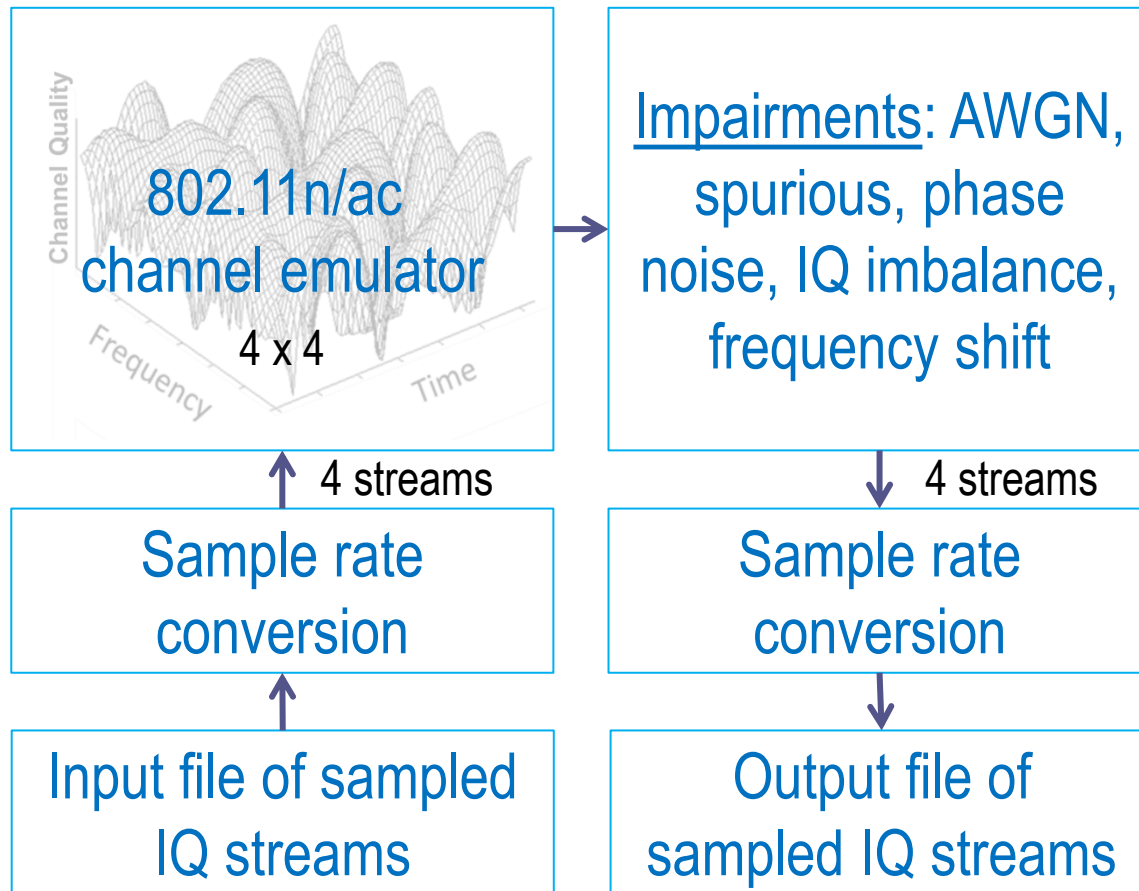 Channel Quality
Frequency
Time
802.11n/ac
channel emulator
4 x 4
Impairments: AWGN,
spurious, phase
noise, IQ imbalance,
frequency shift
4 streams
4 streams
Sample rate
conversion
Sample rate
conversion
Input file of sampled
IQ streams
Output file of
sampled IQ streams